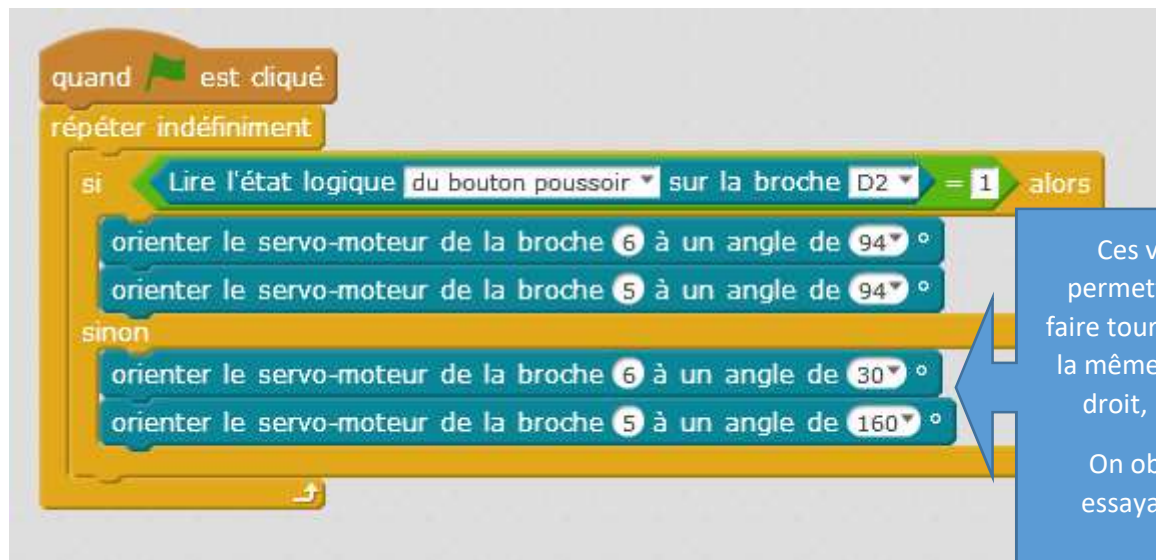 quand est cliqué
répéter indéfiniment
si Lire l'état logique du bouton poussoir sur la broche D2 = 1 alors
orienter le servo-moteur de la broche 6 à un angle de 94 °
orienter le servo-moteur de la broche 5 à un angle de 94 °
sinon
orienter le servo-moteur de la broche 6 à un angle de 30 °
orienter le servo-moteur de la broche 5 à un angle de 160 °
Ces
permet
faire tour
la même
droit,
On ob
essaya